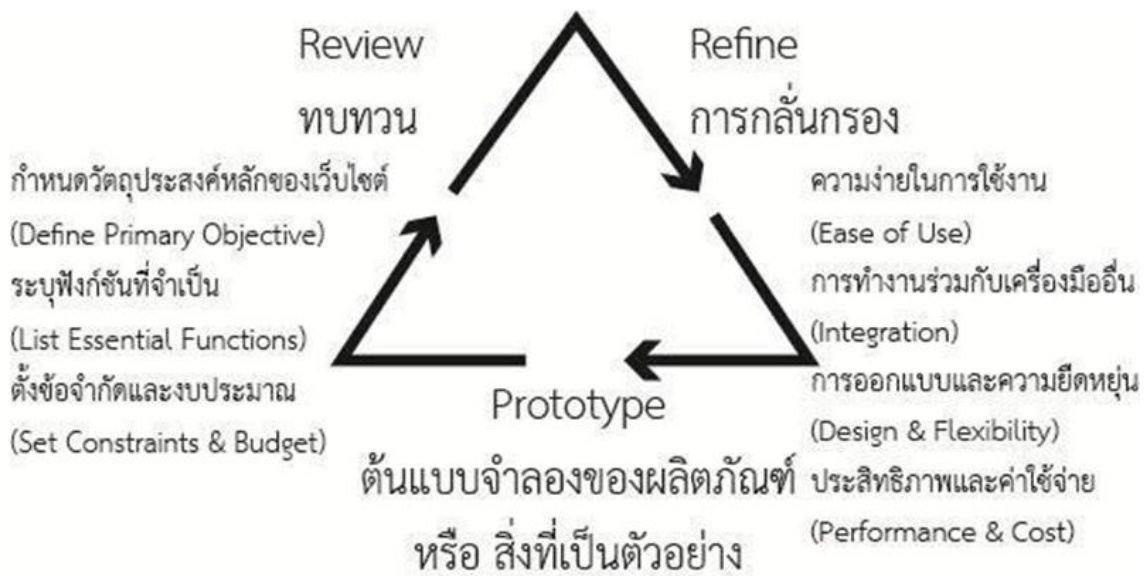 Review
ทบทวน
กำหนดวัตถุประสงค์หลักของเว็บไซต์
(Define Primary Objective)
ระบุฟังก์ชันที่จำเป็น
(List Essential Functions)
ตั้งข้อจำกัดและงบประมาณ
(Set Constraints & Budget)
Refine
การกลั่นกรอง
ความง่ายในการใช้งาน
(Ease of Use)
การทำงานร่วมกับเครื่องมืออื่น
(Integration)
การออกแบบและความยืดหยุ่น
(Design & Flexibility)
ประสิทธิภาพและค่าใช้จ่าย
(Performance & Cost)
Prototype
ต้นแบบจำลองของผลิตภัณฑ์
หรือ สิ่งที่เป็นตัวอย่าง